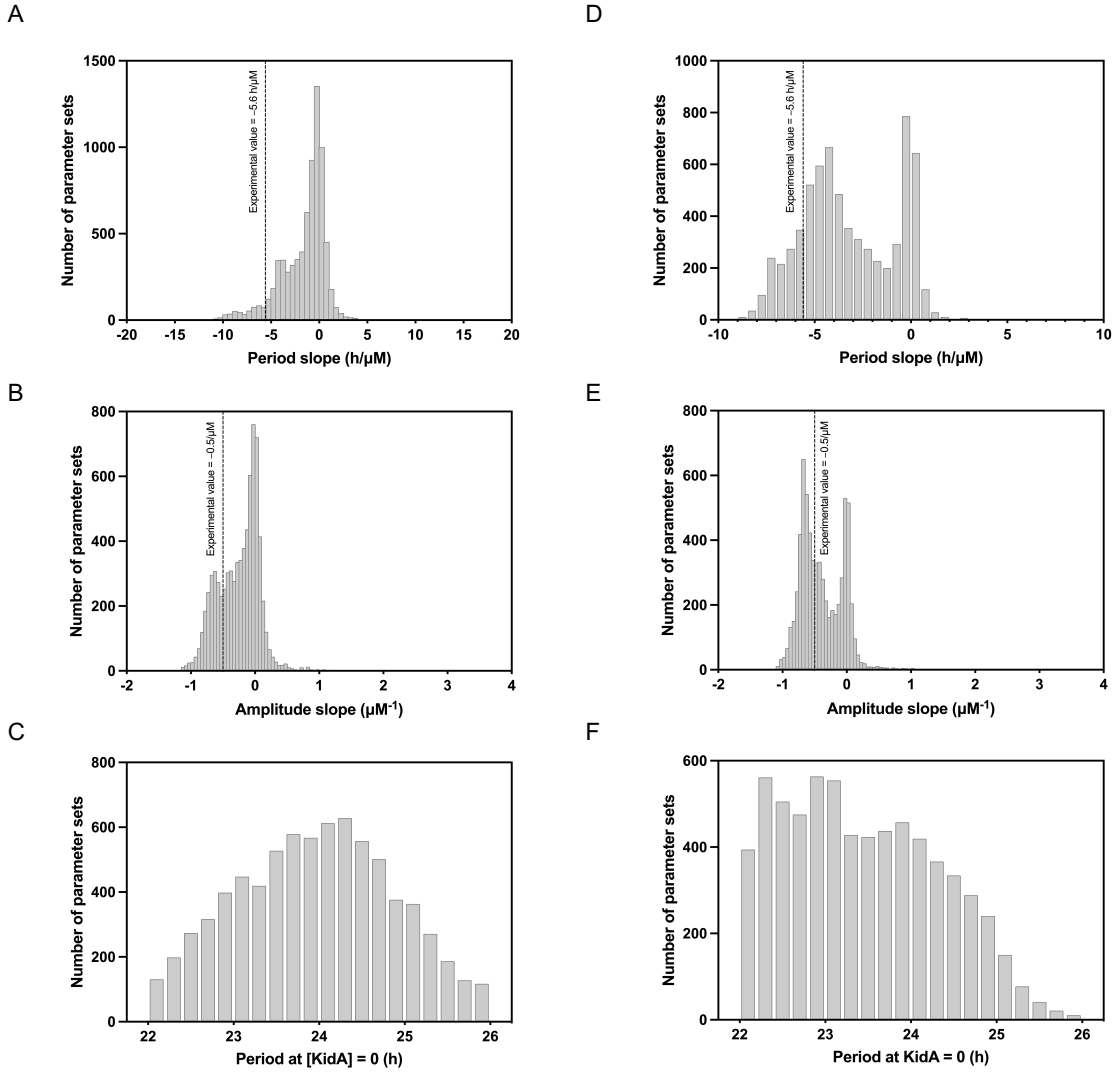 A
Number of parameter sets
1500
1000
500
0
Experimental value = –5.6 h/µM
-20 -15 -10 -5 0 5 10 15 20
Period slope (h/µM)
B
Number of parameter sets
800
600
400
200
0
Experimental value = –0.5/µM
-2 -1 0 1 2 3 4
Amplitude slope (µM-1)
C
Number of parameter sets
800
600
400
200
0
22 23 24 25 26
Period at [KidA] = 0 (h)
D
Number of parameter sets
1000
800
600
400
200
0
Experimental value = –5.6 h/µM
-10 -5 0 5 10
Period slope (h/µM)
E
Number of parameter sets
800
600
400
200
0
Experimental value = –0.5/µM
-2 -1 0 1 2 3 4
Amplitude slope (µM-1)
F
Number of parameter sets
600
400
200
0
22 23 24 25 26
Period at KidA = 0 (h)